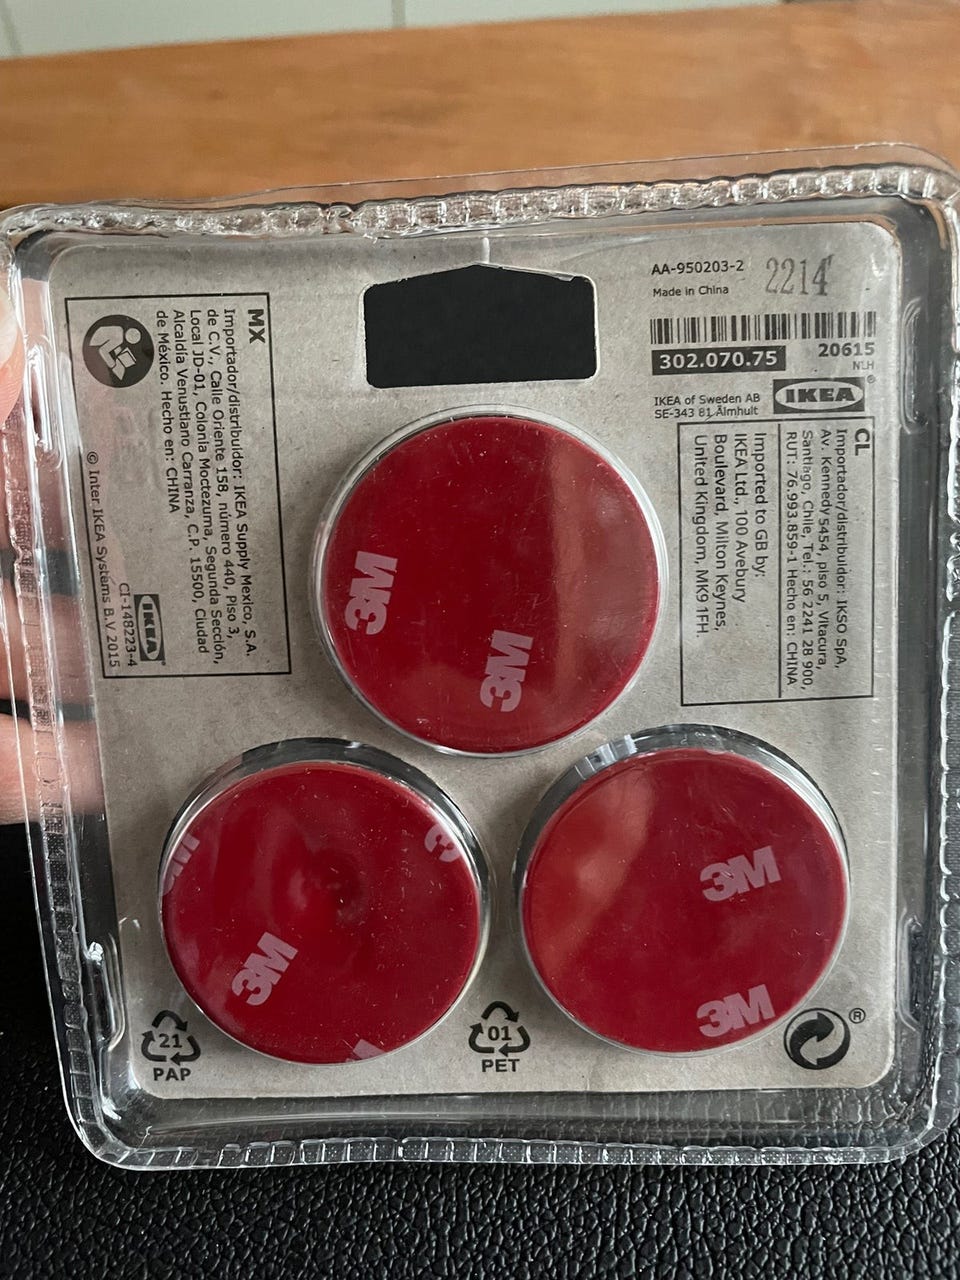 AA-950203-2
2214
Made in China
302.070.75
20615
NLH
IKEA of Sweden AB
SE-343 81 Älmhult
IKEA®
CL
Importador/distribuidor: IKSO SpA,
Av. Kennedy 5454, piso 5, Vitacura,
Santiago, Chile, Tel.: 56 2241 28 900,
RUT: 76.993.859-1 Hecho en: CHINA
Imported to GB by:
IKEA Ltd., 100 Avebury
Boulevard, Milton Keynes,
United Kingdom, MK9 1FH.
MX
Importador/distribuidor: IKEA Supply Mexico, S.A.
de C.V., Calle Oriente 158, número 440, Piso 3,
Local JD-01, Colonia Moctezuma, Segunda Sección,
Alcaldía Venustiano Carranza, C.P. 15500, Ciudad
de México. Hecho en: CHINA
IKEA
CI-148223-4
© Inter IKEA Systems B.V. 2015
3M
3M
3M
3M
3M
3M
21
PAP
01
PET
®